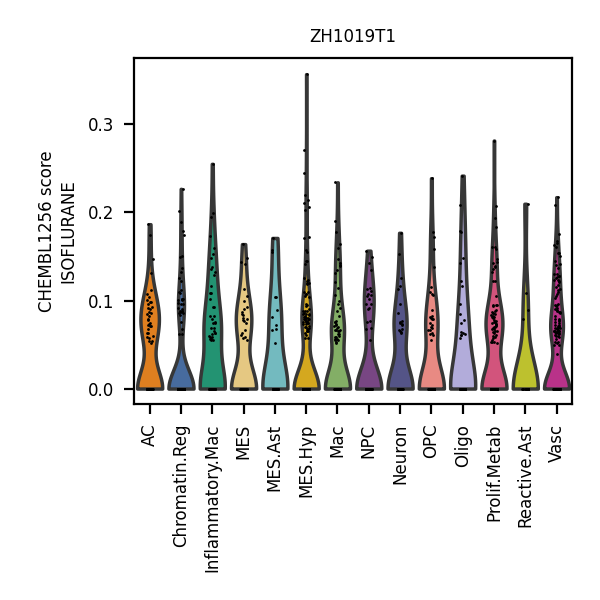 ZH1019T1
CHEMBL1256 score
ISOFLURANE
0.3
0.2
0.1
0.0
AC
Chromatin.Reg
Inflammatory.Mac
MES
MES.Ast
MES.Hyp
Mac
NPC
Neuron
OPC
Oligo
Prolif.Metab
Reactive.Ast
Vasc